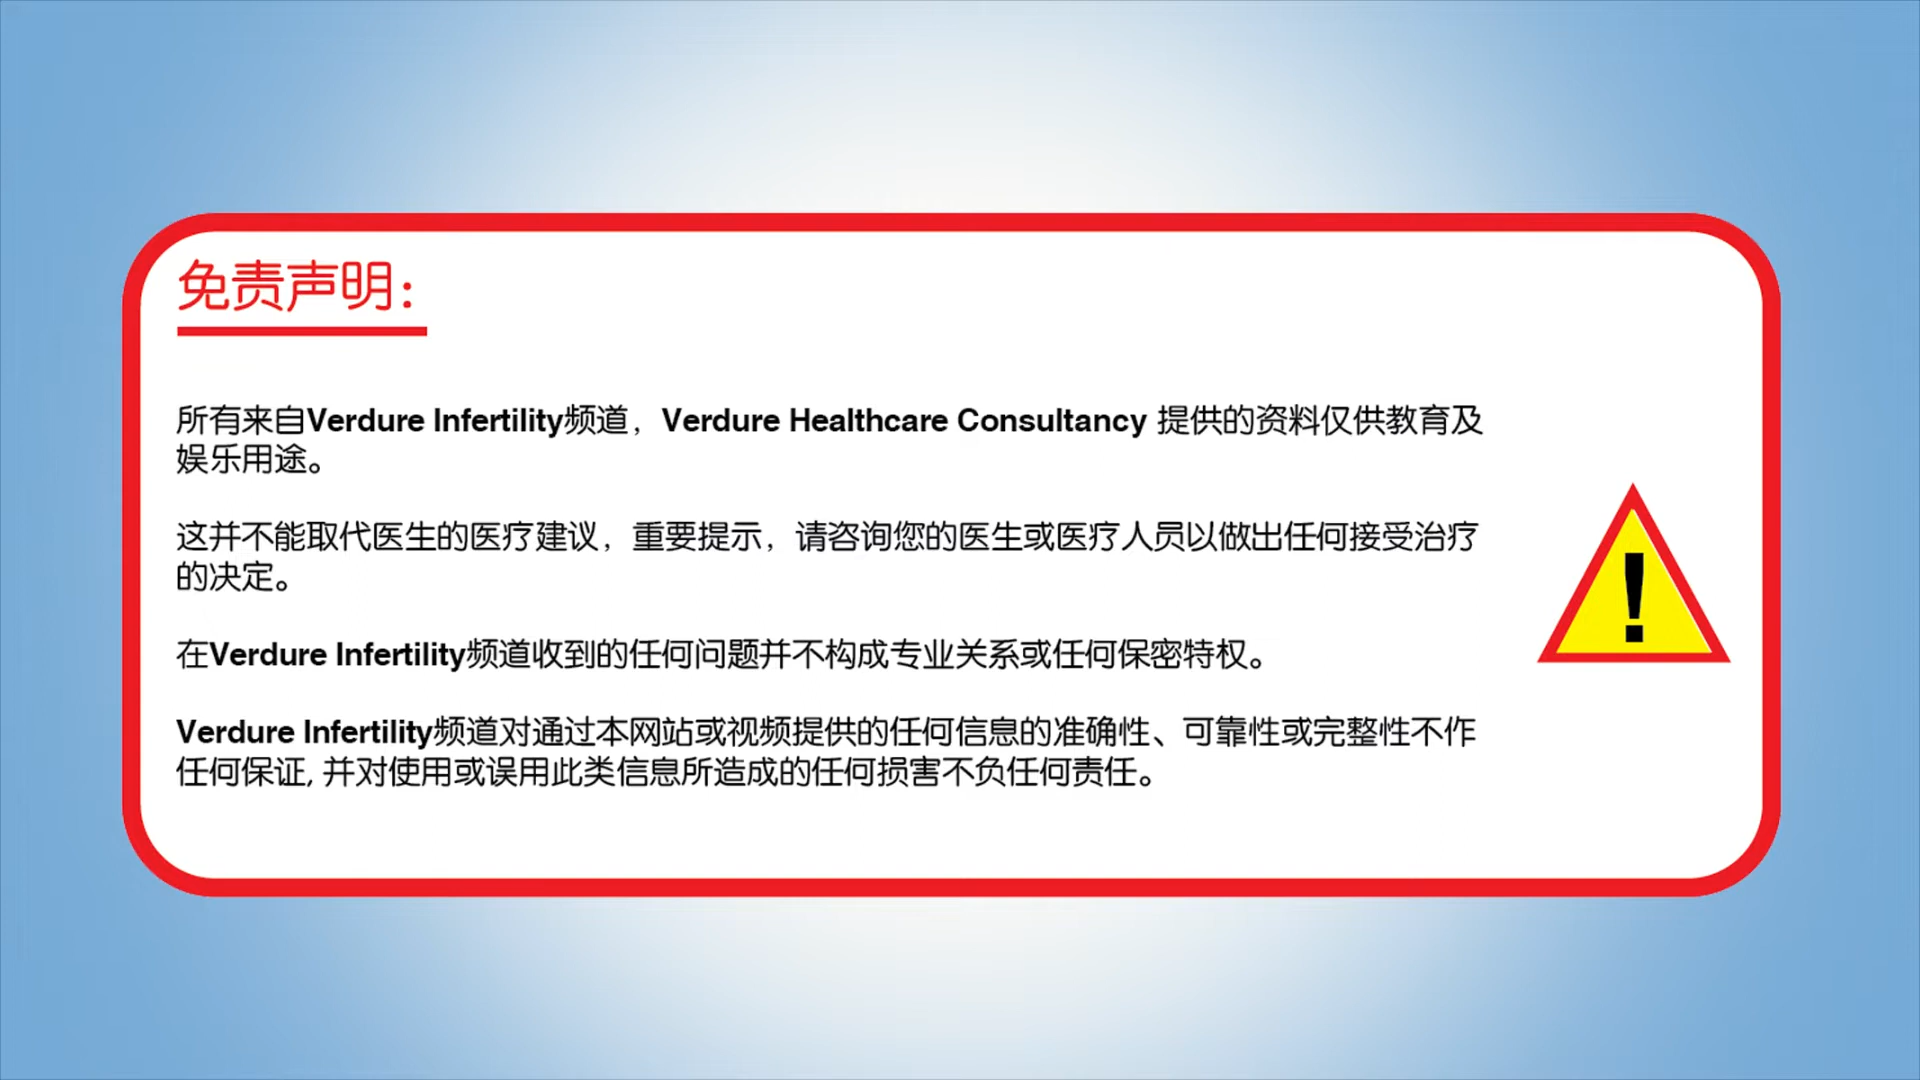 免责声明：
所有来自Verdure Infertility频道，Verdure Healthcare Consultancy 提供的资料仅供教育及
娱乐用途。
这并不能取代医生的医疗建议，重要提示，请咨询您的医生或医疗人员以做出任何接受治疗
的决定。
在Verdure Infertility频道收到的任何问题并不构成专业关系或任何保密特权。
Verdure Infertility频道对通过本网站或视频提供的任何信息的准确性、可靠性或完整性不作
任何保证, 并对使用或误用此类信息所造成的任何损害不负任何责任。